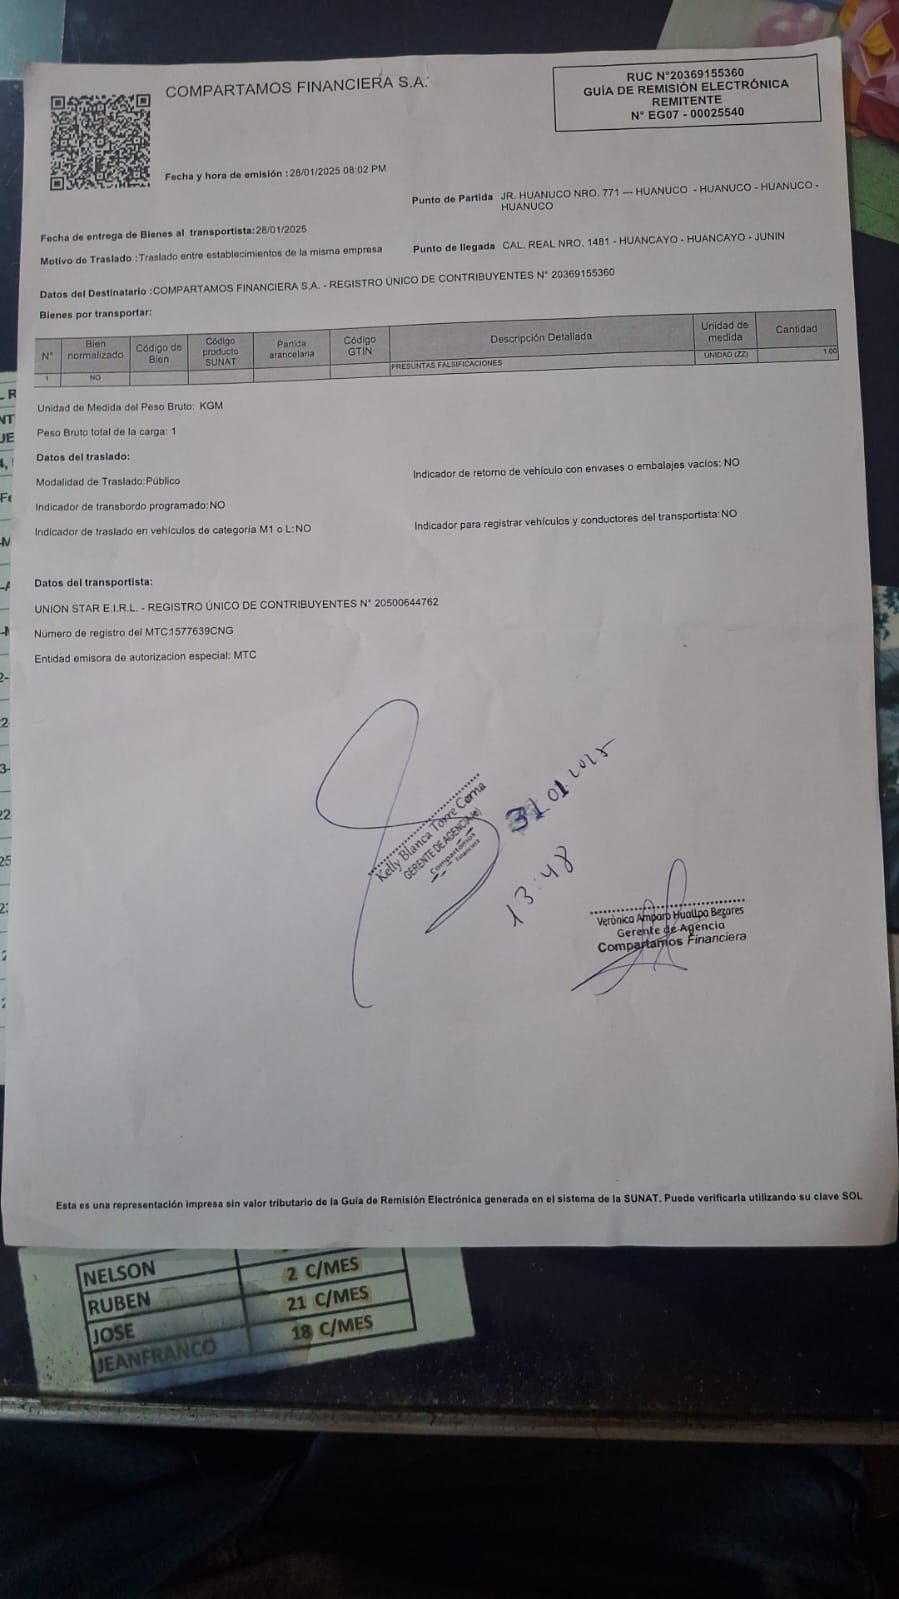 COMPARTAMOS FINANCIERA S.A.
RUC N°20369155360
GUÍA DE REMISIÓN ELECTRÓNICA
REMITENTE
N° EG07 - 00025540
Fecha y hora de emisión :28/01/2025 08:02 PM
Punto de Partida JR. HUANUCO NRO. 771 --- HUANUCO - HUANUCO - HUANUCO -
HUANUCO
Fecha de entrega de Bienes al transportista:28/01/2025
Motivo de Traslado :Traslado entre establecimientos de la misma empresa
Punto de llegada CAL. REAL NRO. 1481 - HUANCAYO - HUANCAYO - JUNIN
Datos del Destinatario :COMPARTAMOS FINANCIERA S.A. - REGISTRO ÚNICO DE CONTRIBUYENTES N° 20369155360
Bienes por transportar:
N° Bien normalizado Código de Bien Código producto SUNAT Partida arancelaria Código GTIN Descripción Detallada Unidad de medida Cantidad
1 NO PRESUNTAS FALSIFICACIONES UNIDAD (ZZ) 1.00
Unidad de Medida del Peso Bruto: KGM
Peso Bruto total de la carga: 1
Datos del traslado:
Modalidad de Traslado:Público
Indicador de retorno de vehículo con envases o embalajes vacíos: NO
Indicador de transbordo programado:NO
Indicador de traslado en vehículos de categoría M1 o L:NO
Indicador para registrar vehículos y conductores del transportista:NO
Datos del transportista:
UNION STAR E.I.R.L. - REGISTRO ÚNICO DE CONTRIBUYENTES N° 20500644762
Número de registro del MTC:1577639CNG
Entidad emisora de autorizacion especial: MTC
Kelly Blanca Torre Cerna
GERENTE DE AGENCIA (e)
Compartamos
Financiera
31 01 2025
13:48
Verónica Amparo Huallpa Bezares
Gerente de Agencia
Compartamos Financiera
Esta es una representación impresa sin valor tributario de la Guía de Remisión Electrónica generada en el sistema de la SUNAT. Puede verificarla utilizando su clave SOL
NELSON
RUBEN 2 C/MES
JOSE 21 C/MES
JEANFRANCO 18 C/MES